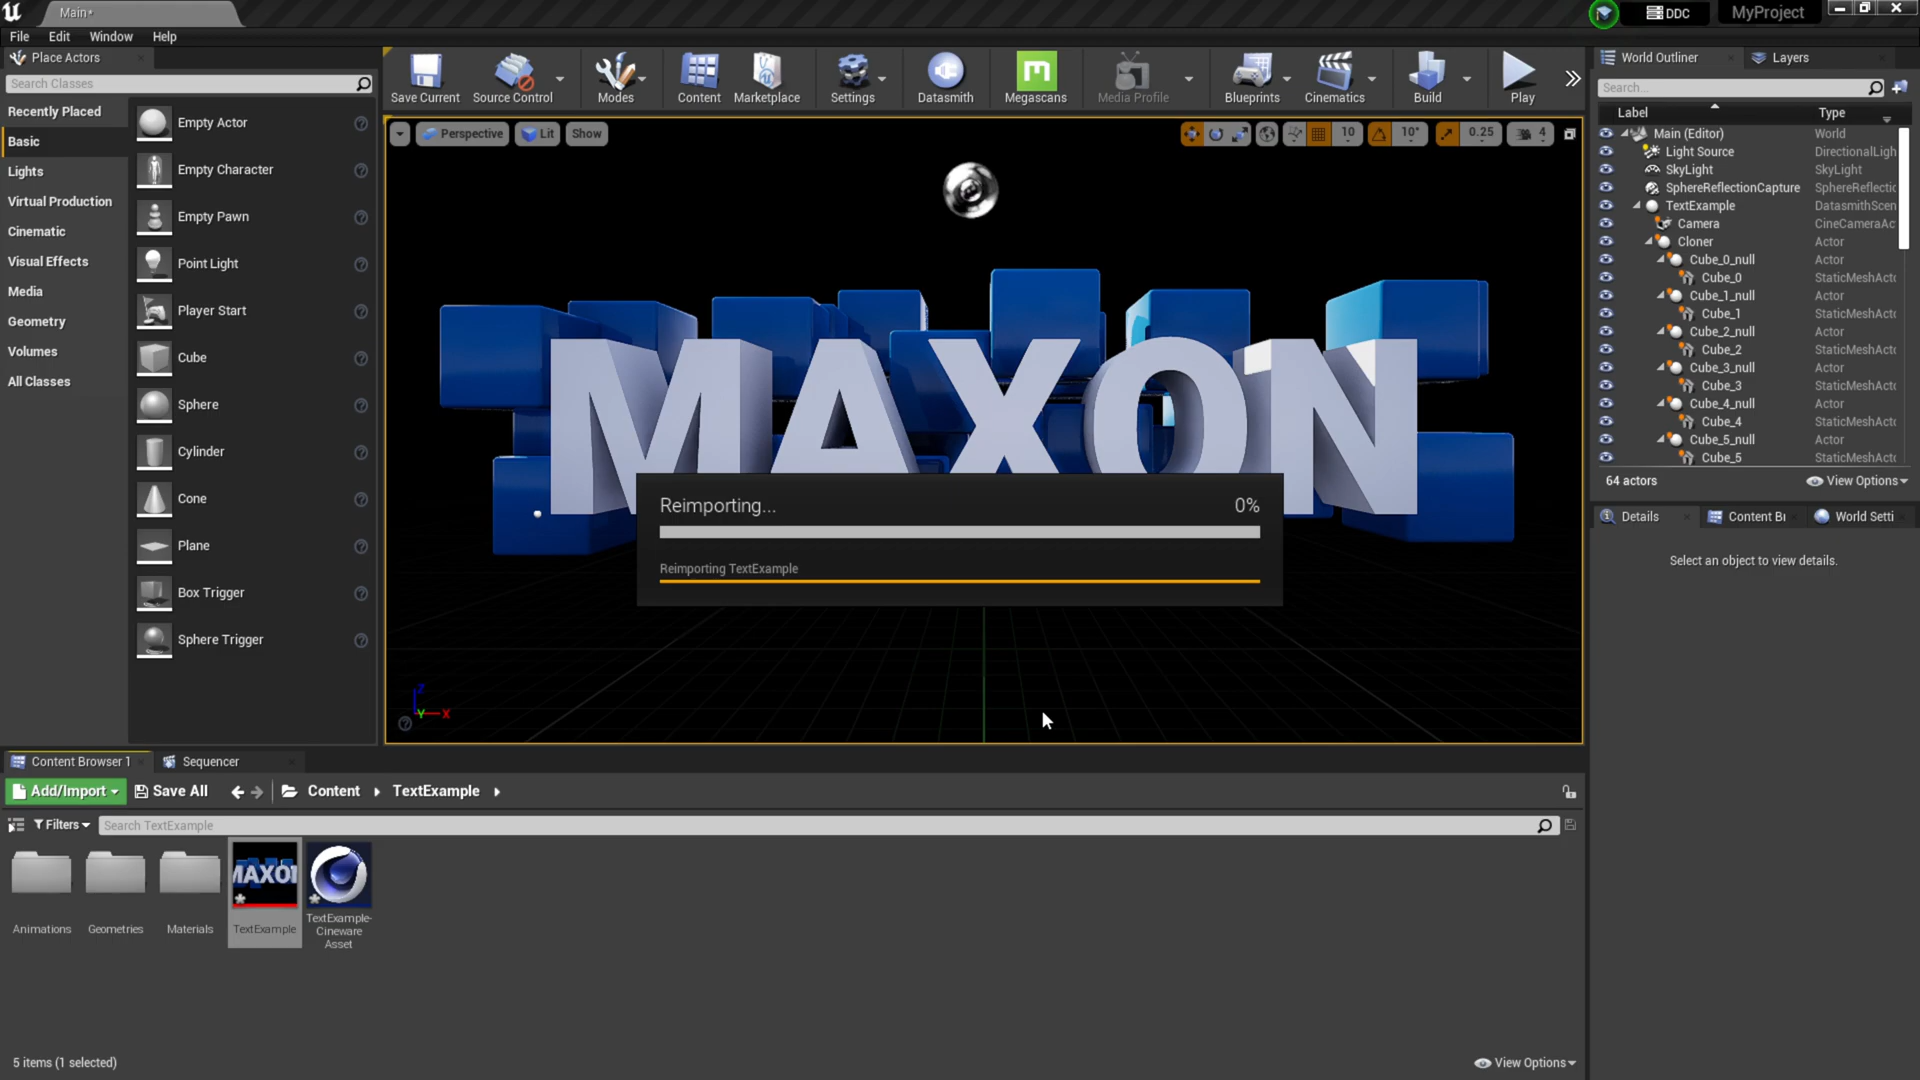 Main*
DDC
MyProject
File
Edit
Window
Help
Place Actors
Search Classes
Recently Placed
Basic
Lights
Virtual Production
Cinematic
Visual Effects
Media
Geometry
Volumes
All Classes
Empty Actor
Empty Character
Empty Pawn
Point Light
Player Start
Cube
Sphere
Cylinder
Cone
Plane
Box Trigger
Sphere Trigger
Save Current
Source Control
Modes
Content
Marketplace
Settings
Datasmith
Megascans
Media Profile
Blueprints
Cinematics
Build
Play
Perspective
Lit
Show
10
10°
0.25
4
MAXON
Reimporting...
0%
Reimporting TextExample
Z
Y
X
World Outliner
Layers
Search...
Label
Type
Main (Editor)
World
Light Source
DirectionalLigh
SkyLight
SkyLight
SphereReflectionCapture
SphereReflectic
TextExample
DatasmithScen
Camera
CineCameraAc
Cloner
Actor
Cube_0_null
Actor
Cube_0
StaticMeshActo
Cube_1_null
Actor
Cube_1
StaticMeshActo
Cube_2_null
Actor
Cube_2
StaticMeshActo
Cube_3_null
Actor
Cube_3
StaticMeshActo
Cube_4_null
Actor
Cube_4
StaticMeshActo
Cube_5_null
Actor
Cube_5
StaticMeshActo
64 actors
View Options
Details
Content Br
World Setti
Select an object to view details.
Content Browser 1
Sequencer
Add/Import
Save All
Content
TextExample
Filters
Search TextExample
Animations
Geometries
Materials
MAXON
TextExample
TextExample-
Cineware
Asset
5 items (1 selected)
View Options